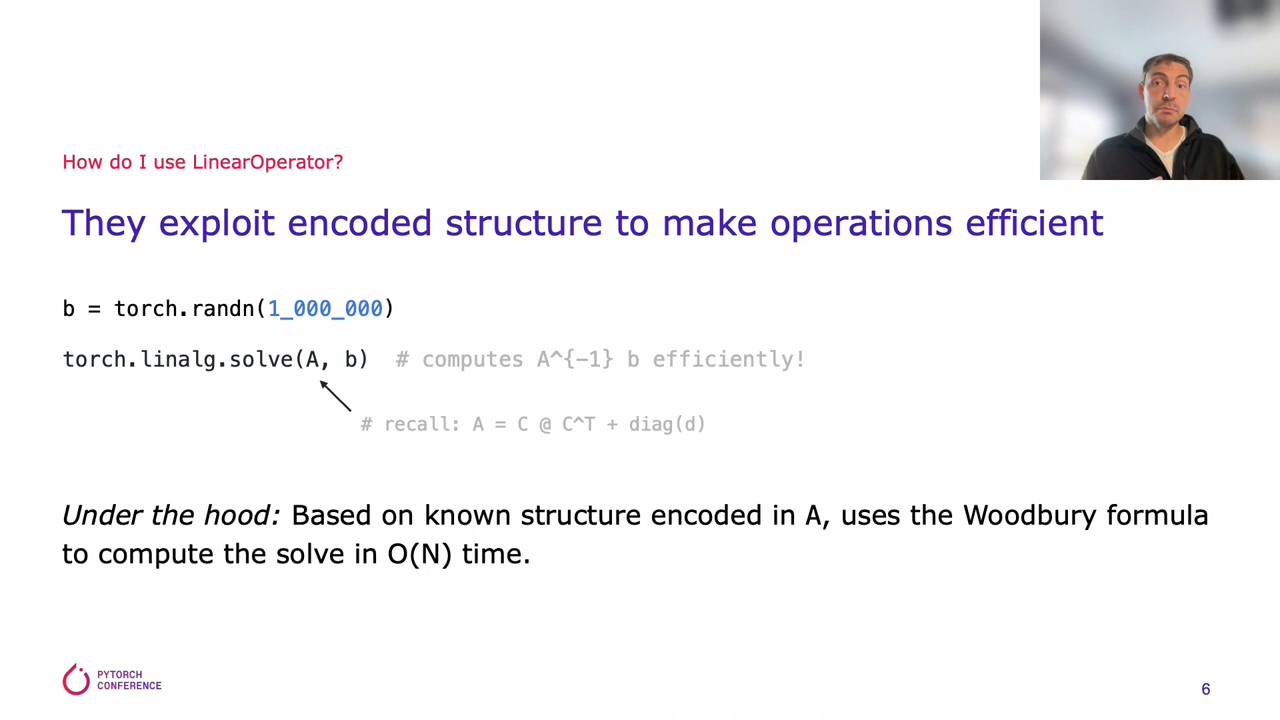 How do I use LinearOperator?
They exploit encoded structure to make operations efficient
b = torch.randn(1_000_000)
torch.linalg.solve(A, b)  # computes A^{-1} b efficiently!
# recall: A = C @ C^T + diag(d)
Under the hood: Based on known structure encoded in A, uses the Woodbury formula
to compute the solve in O(N) time.
PYTORCH
CONFERENCE
6